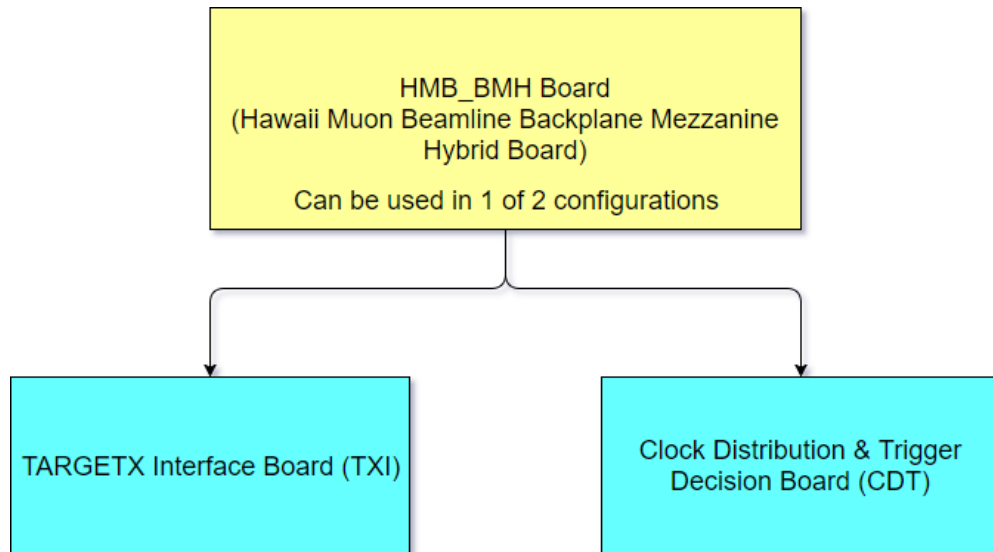 HMB_BMH Board
(Hawaii Muon Beamline Backplane Mezzanine
Hybrid Board)
Can be used in 1 of 2 configurations
TARGETX Interface Board (TXI)
Clock Distribution & Trigger
Decision Board (CDT)